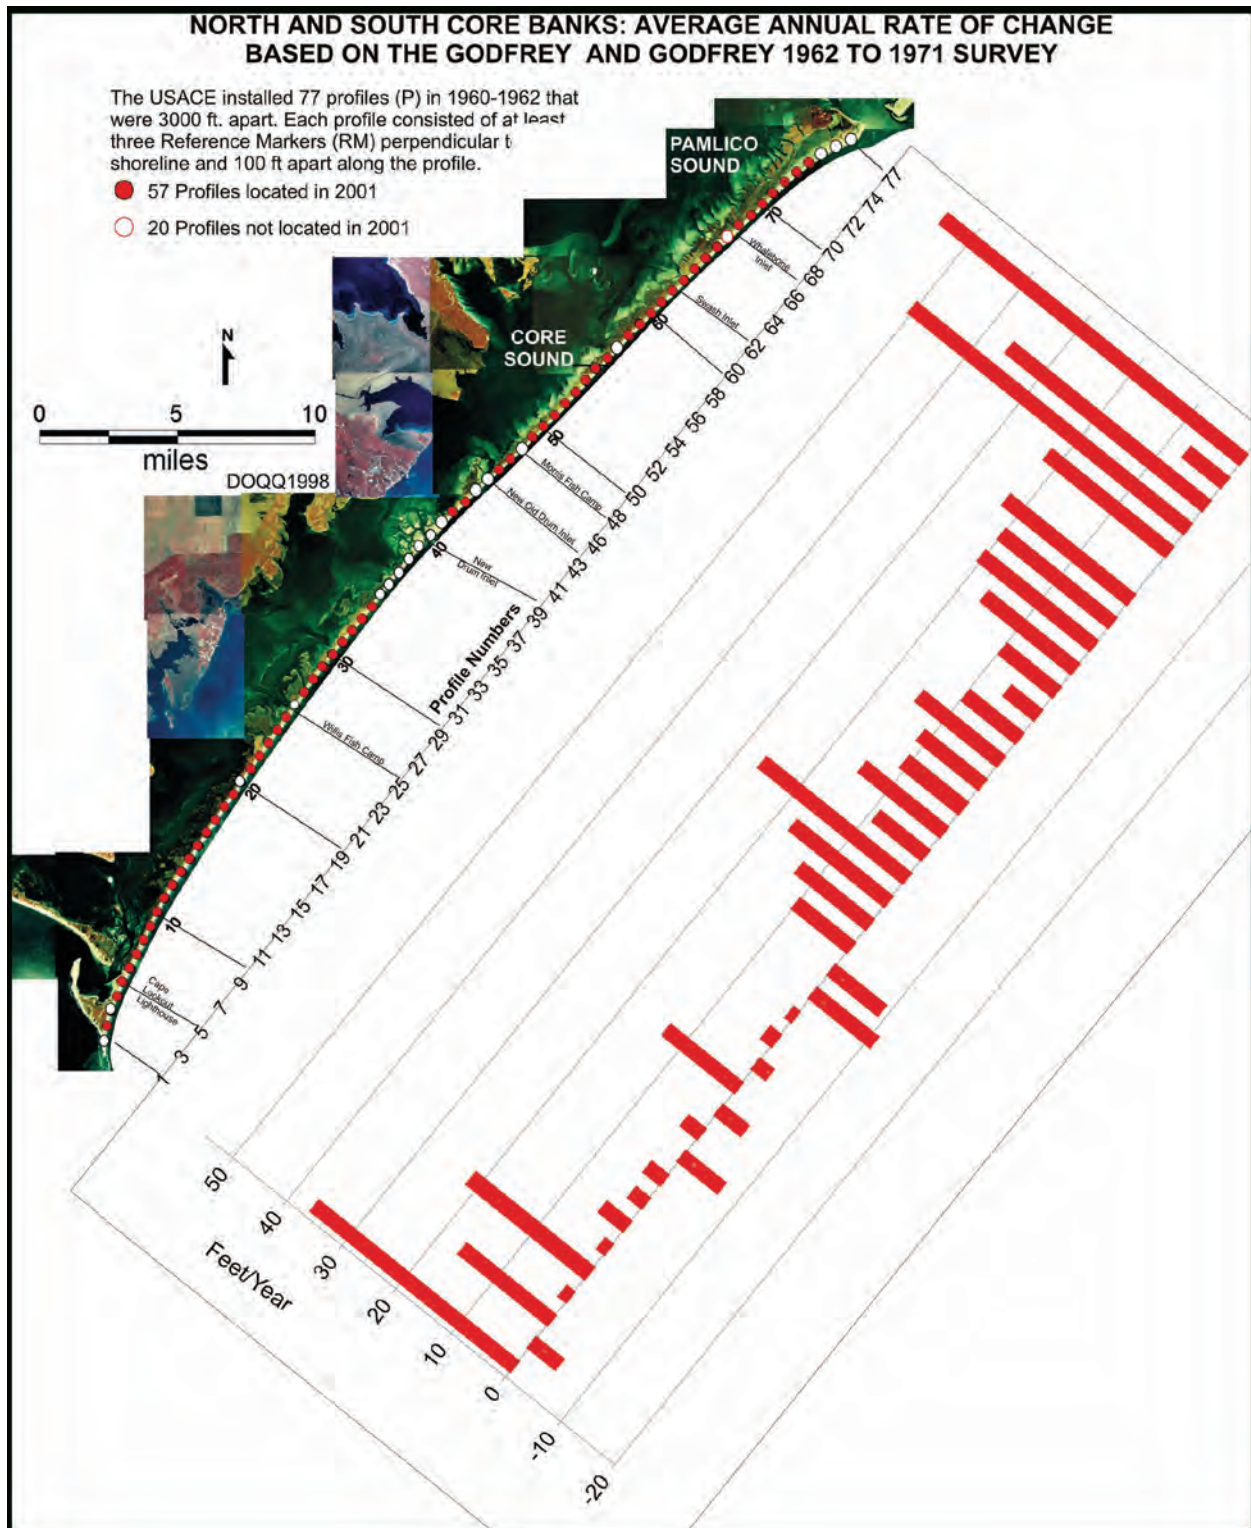 NORTH AND SOUTH CORE BANKS: AVERAGE ANNUAL RATE OF CHANGE
BASED ON THE GODFREY AND GODFREY 1962 TO 1971 SURVEY
The USACE installed 77 profiles (P) in 1960-1962 that
were 3000 ft. apart. Each profile consisted of at least
three Reference Markers (RM) perpendicular t
shoreline and 100 ft apart along the profile.
57 Profiles located in 2001
20 Profiles not located in 2001
PAMLICO
SOUND
CORE
SOUND
N
0 5 10
miles
DOQQ1998
70
60
50
40
30
20
10
Whalebone
Inlet
Swash Inlet
Morris Fish Camp
New Old Drum Inlet
New
Drum Inlet
Willis Fish Camp
Cape
Lookout
Lighthouse
Profile Numbers
77
74
72
70
68
66
64
62
60
58
56
54
52
50
48
46
43
41
39
37
35
33
31
29
27
25
23
21
19
17
15
13
11
9
7
5
3
1
50
40
30
20
10
0
-10
-20
Feet/Year